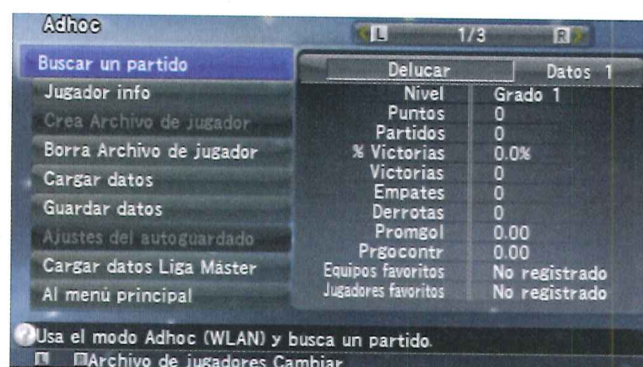 Adhoc
L 1/3 R
Buscar un partido
Jugador info
Crea Archivo de jugador
Borra Archivo de jugador
Cargar datos
Guardar datos
Ajustes del autoguardado
Cargar datos Liga Máster
Al menú principal
Delucar Datos 1
Nivel Grado 1
Puntos 0
Partidos 0
% Victorias 0.0%
Victorias 0
Empates 0
Derrotas 0
Promgol 0.00
Prgocontr 0.00
Equipos favoritos No registrado
Jugadores favoritos No registrado
Usa el modo Adhoc (WLAN) y busca un partido.
L R Archivo de jugadores Cambiar